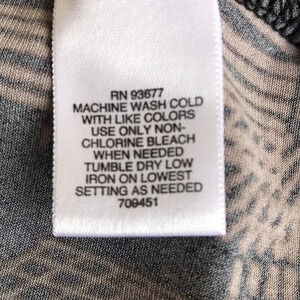 RN 93677
MACHINE WASH COLD
WITH LIKE COLORS
USE ONLY NON-
CHLORINE BLEACH
WHEN NEEDED
TUMBLE DRY LOW
IRON ON LOWEST
SETTING AS NEEDED
709451